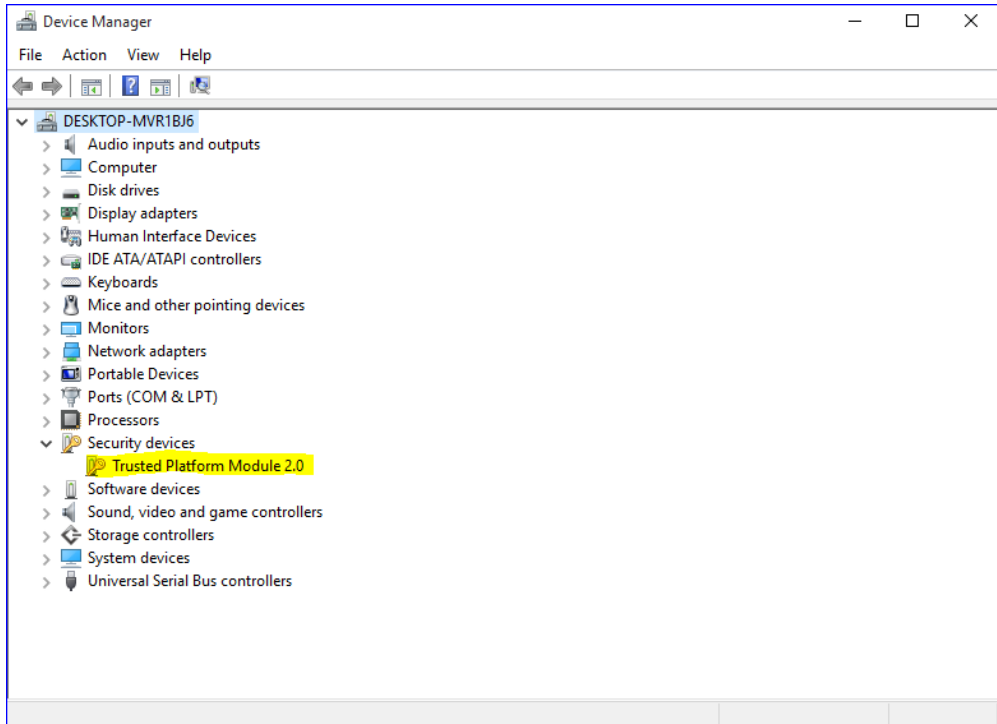 Device Manager
File Action View Help
DESKTOP-MVR1BJ6
Audio inputs and outputs
Computer
Disk drives
Display adapters
Human Interface Devices
IDE ATA/ATAPI controllers
Keyboards
Mice and other pointing devices
Monitors
Network adapters
Portable Devices
Ports (COM & LPT)
Processors
Security devices
Trusted Platform Module 2.0
Software devices
Sound, video and game controllers
Storage controllers
System devices
Universal Serial Bus controllers